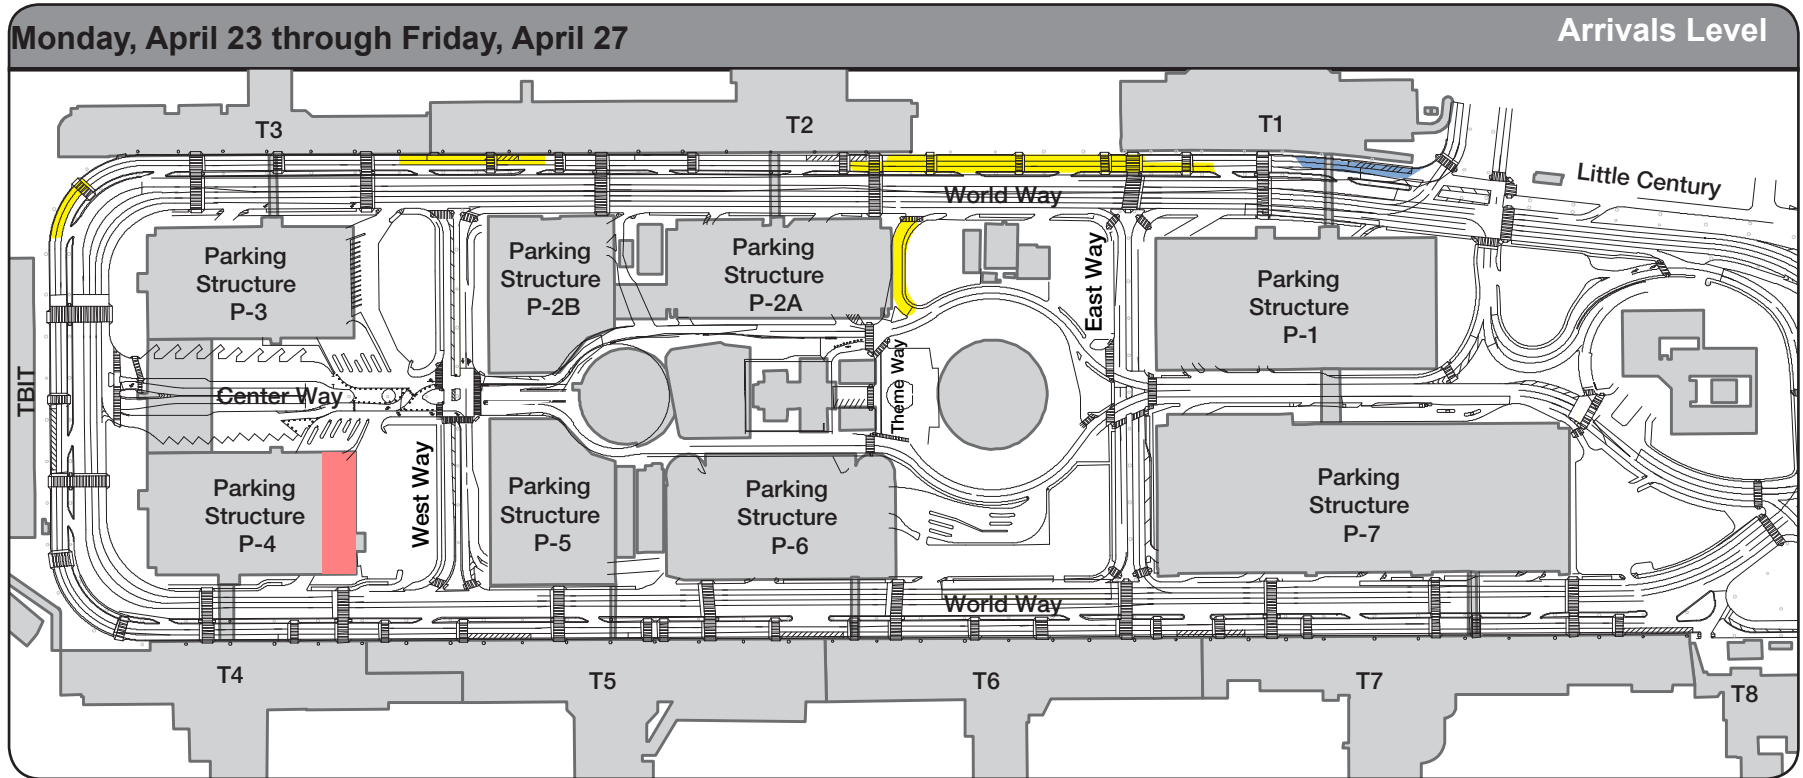 Monday, April 23 through Friday, April 27
Arrivals Level
T3
T2
T1
Little Century
World Way
Parking
Structure
P-3
Parking
Structure
P-2B
Parking
Structure
P-2A
East Way
Parking
Structure
P-1
TBIT
Center Way
Theme Way
West Way
Parking
Structure
P-4
Parking
Structure
P-5
Parking
Structure
P-6
Parking
Structure
P-7
World Way
T4
T5
T6
T7
T8